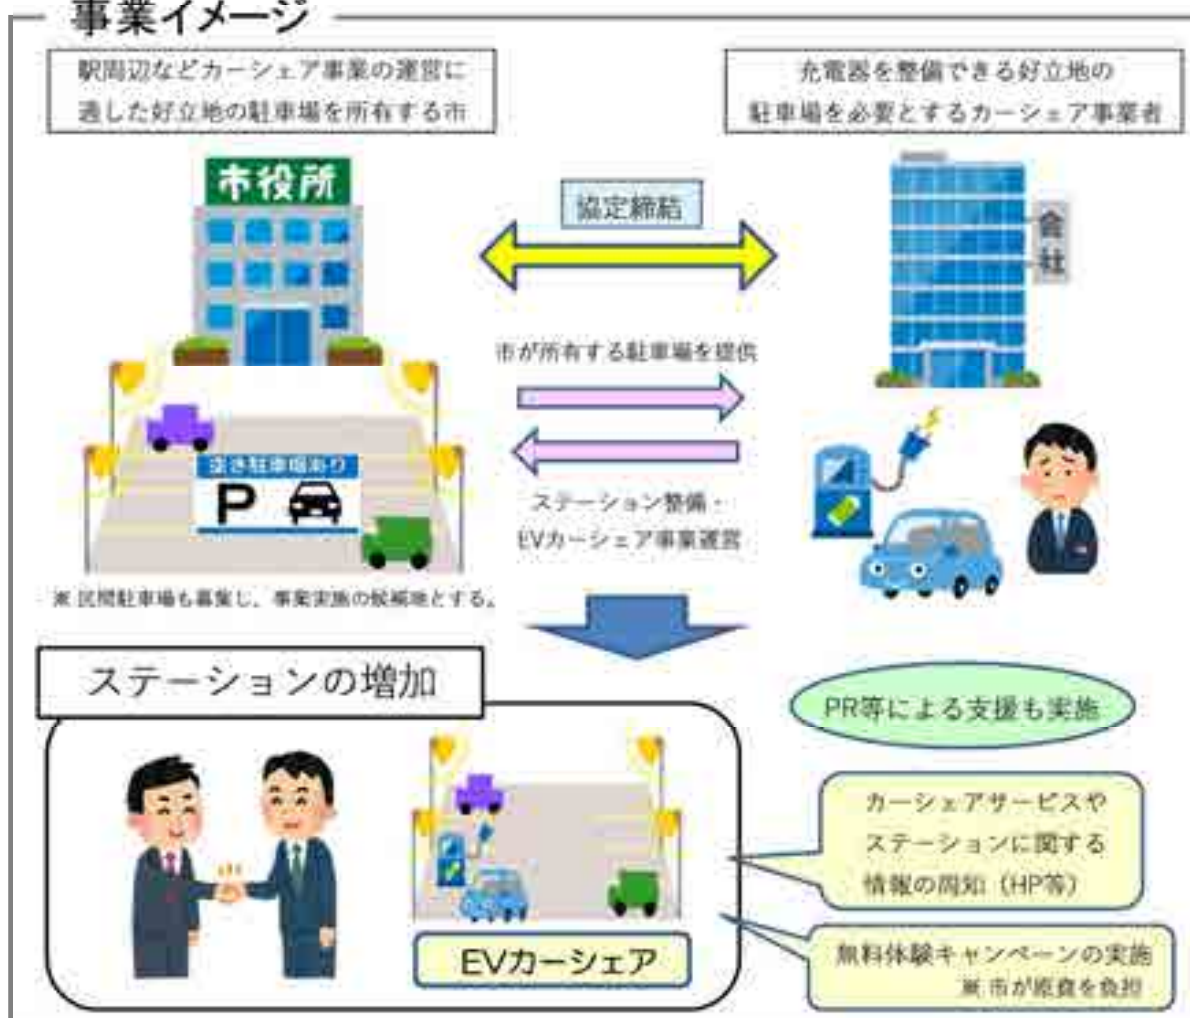 事業イメージ
駅周辺などカーシェア事業の運営に
適した好立地の駐車場を所有する市
充電器を整備できる好立地の
駐車場を必要とするカーシェア事業者
市役所
協定締結
会社
市が所有する駐車場を提供
空き駐車場あり
P
ステーション整備・
EVカーシェア事業運営
※ 民間駐車場も募集し、事業実施の候補地とする。
ステーションの増加
PR等による支援も実施
カーシェアサービスや
ステーションに関する
情報の周知（HP等）
EVカーシェア
無料体験キャンペーンの実施
※ 市が原資を負担